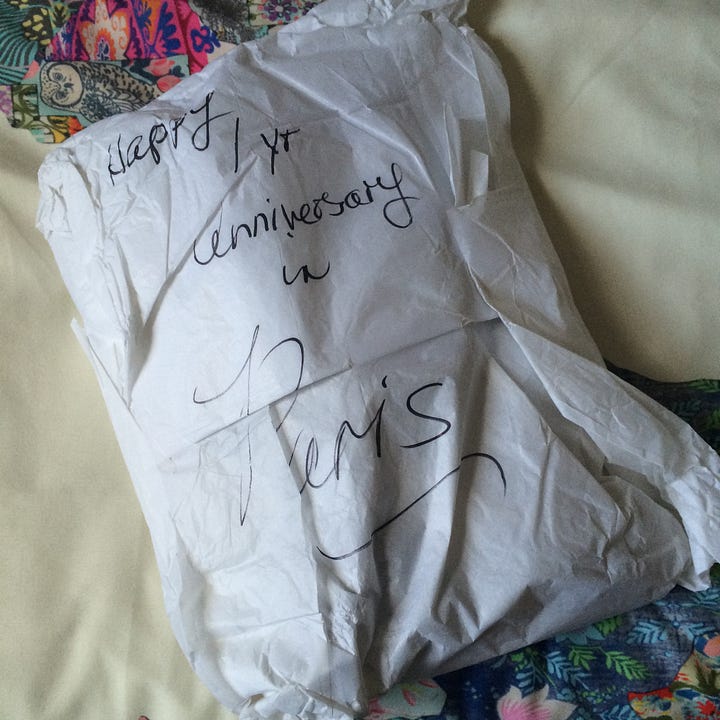 Happy
1 yr
anniversary
in
Paris